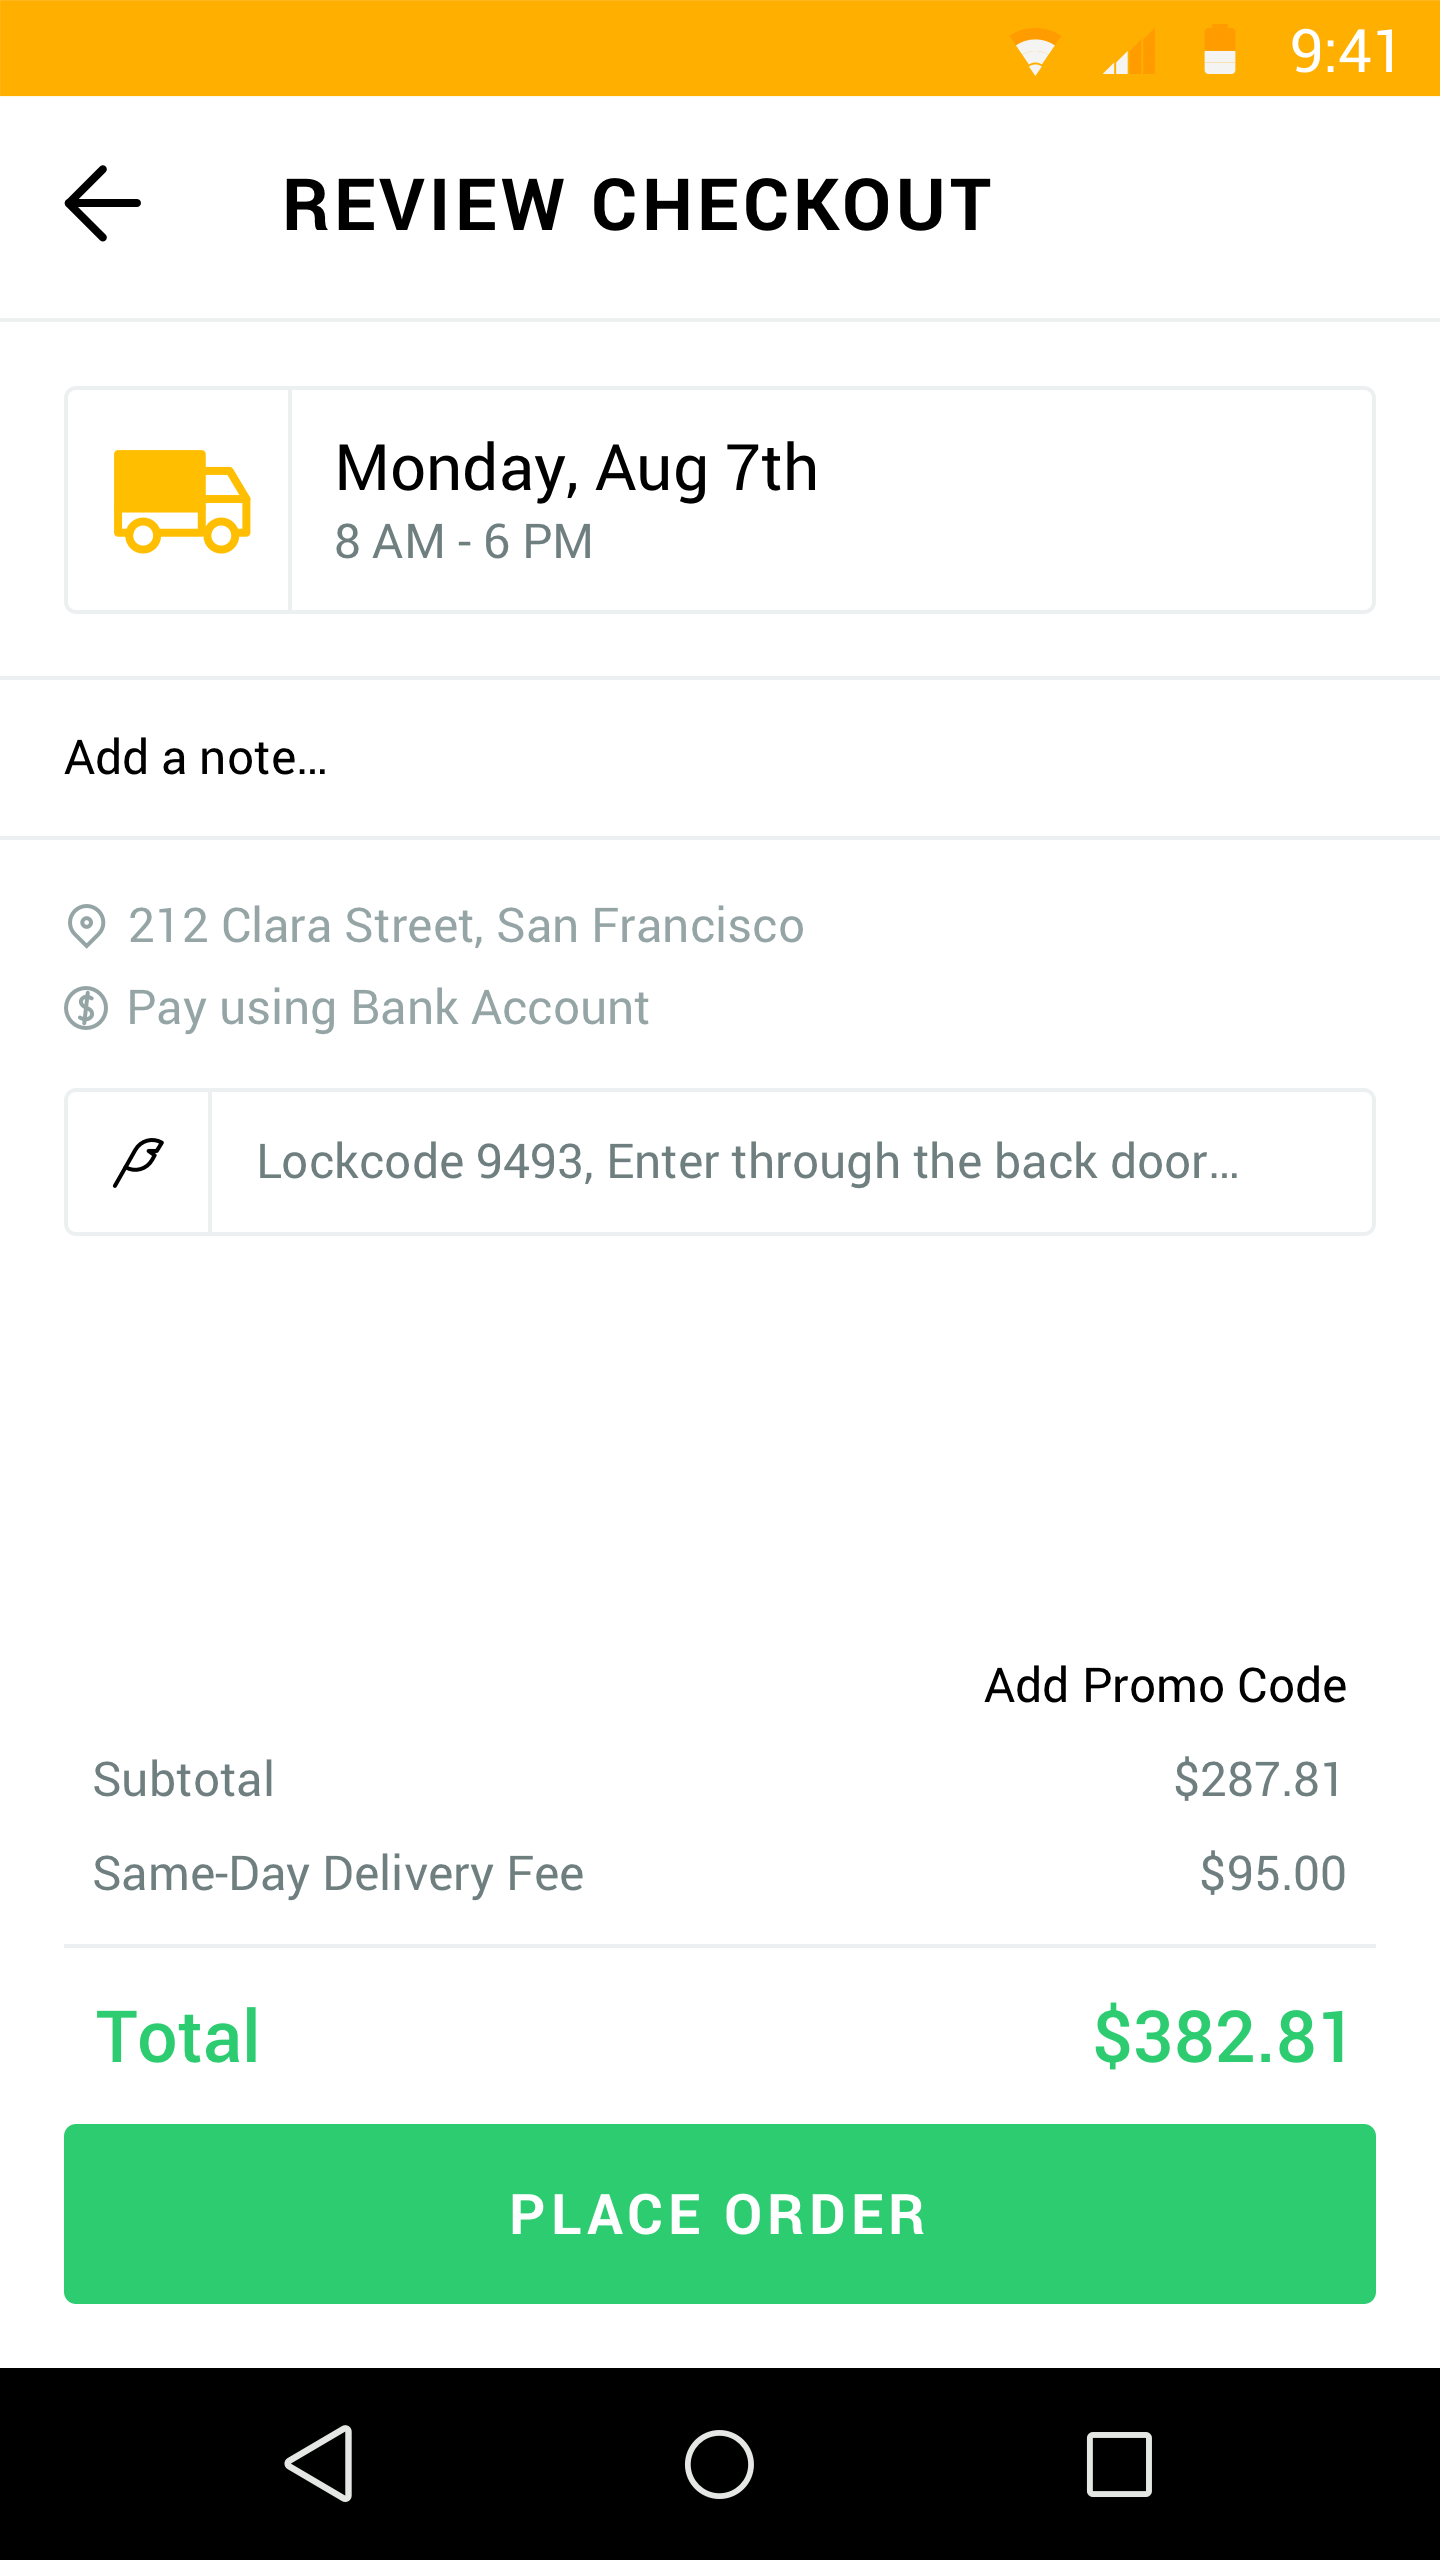 9:41
REVIEW CHECKOUT
Monday, Aug 7th
8 AM - 6 PM
Add a note…
212 Clara Street, San Francisco
Pay using Bank Account
Lockcode 9493, Enter through the back door…
Add Promo Code
Subtotal $287.81
Same-Day Delivery Fee $95.00
Total $382.81
PLACE ORDER